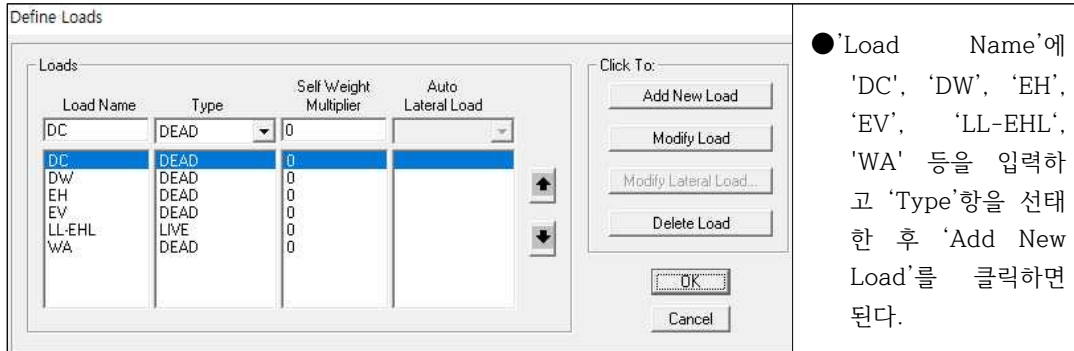 Define Loads
Loads
Load Name Type Self Weight Multiplier Auto Lateral Load
DC DEAD 0
DC DEAD 0
DW DEAD 0
EH DEAD 0
EV DEAD 0
LL-EHL LIVE 0
WA DEAD 0
Click To:
Add New Load
Modify Load
Modify Lateral Load...
Delete Load
OK
Cancel
●'Load Name'에
'DC', ‘DW’, ‘EH’,
‘EV’, ‘LL-EHL‘,
'WA' 등을 입력하
고 ‘Type’항을 선태
한 후 ‘Add New
Load’를 클릭하면
된다.